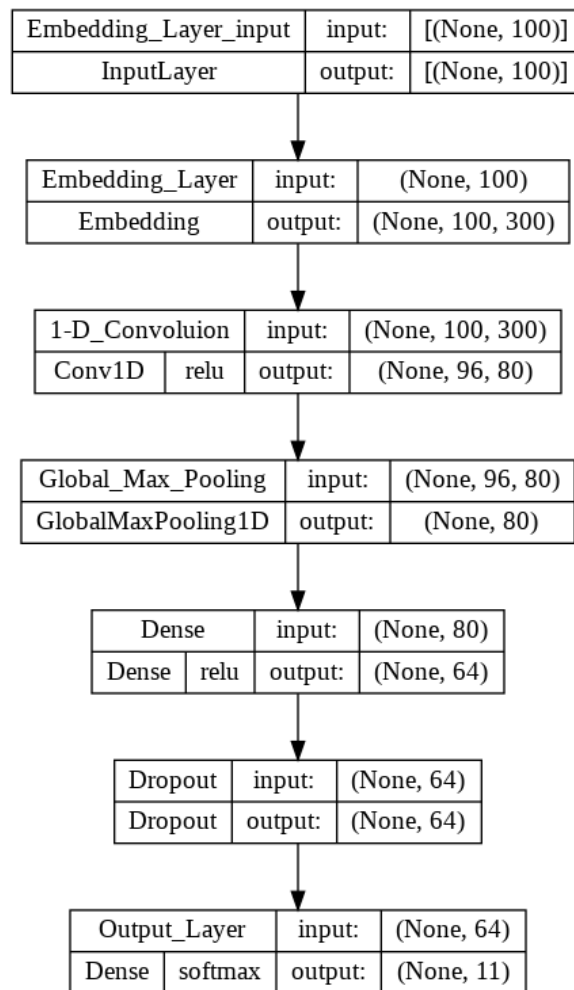 Embedding_Layer_input input: [(None, 100)]
InputLayer output: [(None, 100)]
Embedding_Layer input: (None, 100)
Embedding output: (None, 100, 300)
1-D_Convoluion input: (None, 100, 300)
Conv1D relu output: (None, 96, 80)
Global_Max_Pooling input: (None, 96, 80)
GlobalMaxPooling1D output: (None, 80)
Dense input: (None, 80)
Dense relu output: (None, 64)
Dropout input: (None, 64)
Dropout output: (None, 64)
Output_Layer input: (None, 64)
Dense softmax output: (None, 11)